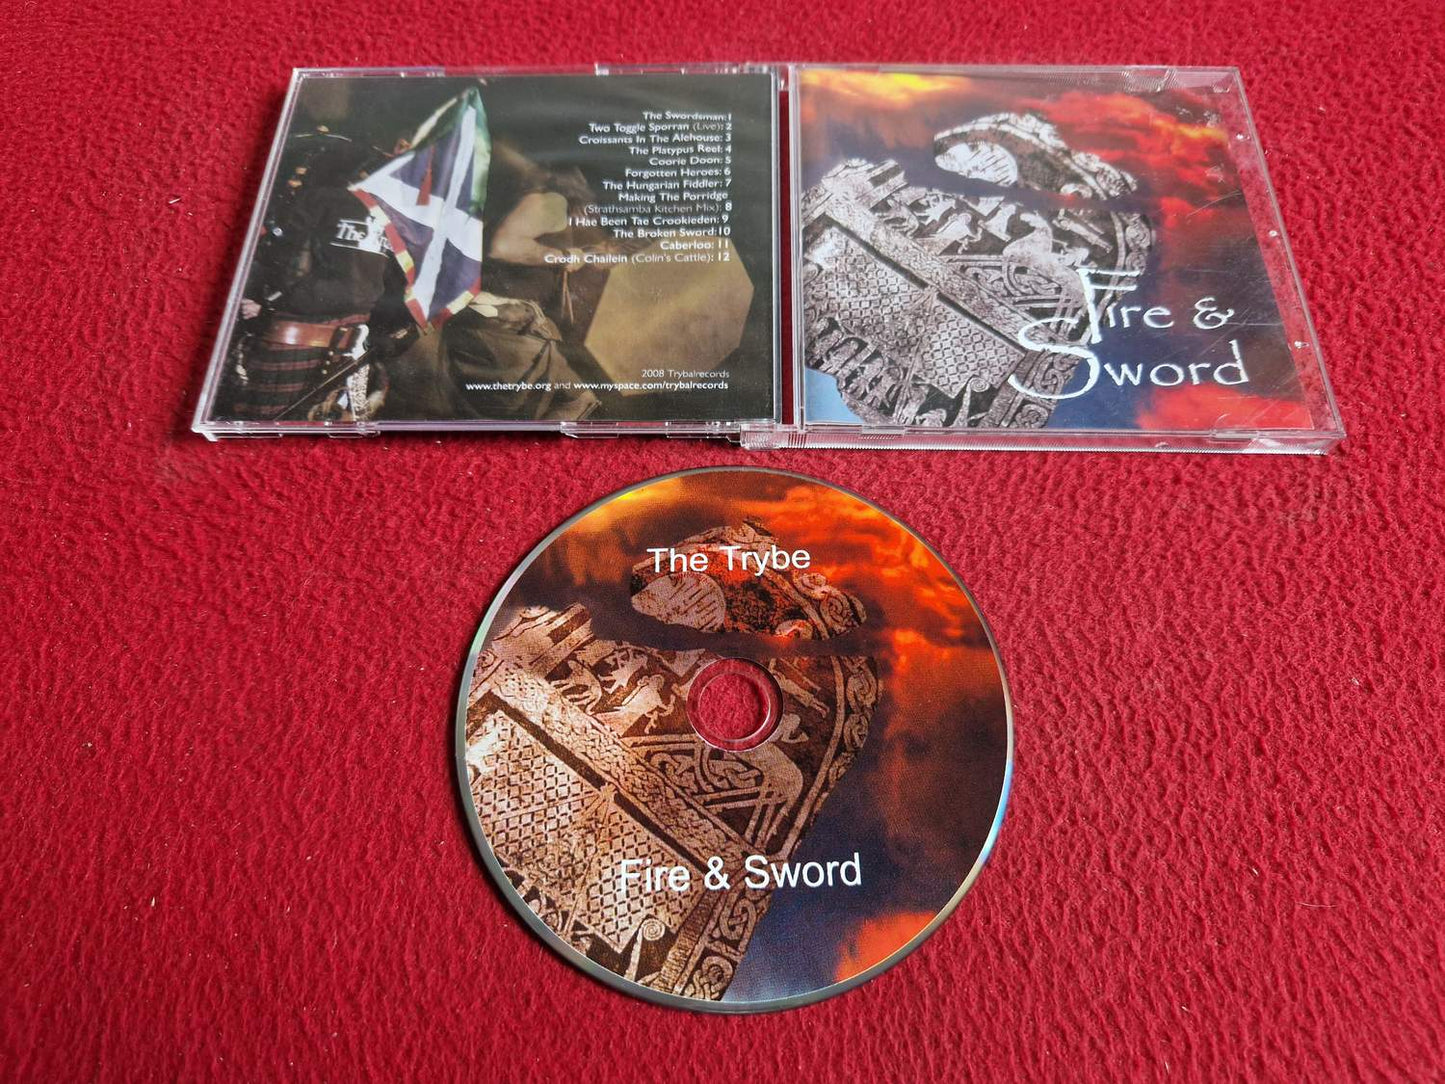 The Swordsman:1
Two Toggle Sporran (Live): 2
Croissants In The Alehouse: 3
The Platypus Reel: 4
Coorie Doon: 5
Forgotten Heroes: 6
The Hungarian Fiddler: 7
Making The Porridge
(Strathsamba Kitchen Mix): 8
I Hae Been Tae Crookieden: 9
The Broken Sword:10
Caberloo: 11
Crodh Chailein (Colin's Cattle): 12
2008 Trybalrecords
www.thetrybe.org and www.myspace.com/trybalrecords
The
Fire &
Sword
The Trybe
Fire & Sword